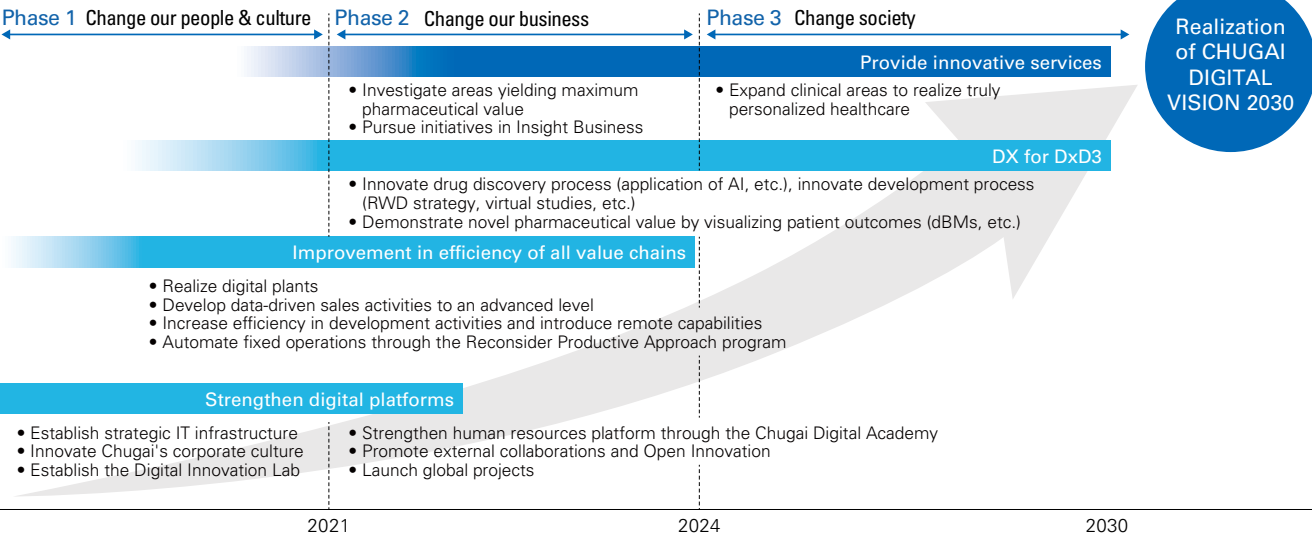 Phase 1 Change our people & culture
Phase 2 Change our business
Phase 3 Change society
Realization
of CHUGAI
DIGITAL
VISION 2030
Provide innovative services
• Investigate areas yielding maximum
pharmaceutical value
• Pursue initiatives in Insight Business
• Expand clinical areas to realize truly
personalized healthcare
DX for DxD3
• Innovate drug discovery process (application of AI, etc.), innovate development process
(RWD strategy, virtual studies, etc.)
• Demonstrate novel pharmaceutical value by visualizing patient outcomes (dBMs, etc.)
Improvement in efficiency of all value chains
• Realize digital plants
• Develop data-driven sales activities to an advanced level
• Increase efficiency in development activities and introduce remote capabilities
• Automate fixed operations through the Reconsider Productive Approach program
Strengthen digital platforms
• Establish strategic IT infrastructure
• Innovate Chugai's corporate culture
• Establish the Digital Innovation Lab
• Strengthen human resources platform through the Chugai Digital Academy
• Promote external collaborations and Open Innovation
• Launch global projects
2021
2024
2030